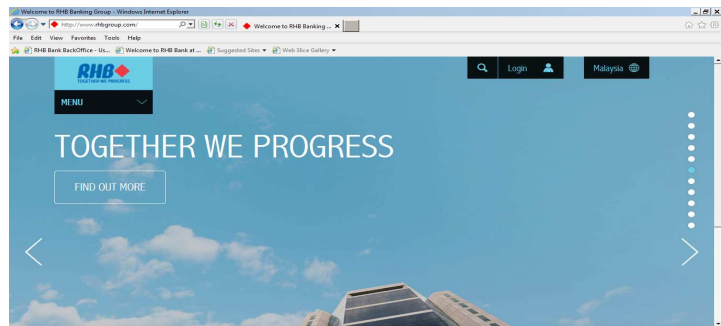 Welcome to RHB Banking Group - Windows Internet Explorer
http://www.rhbgroup.com/
Welcome to RHB Banking ...
File Edit View Favorites Tools Help
RHB Bank BackOffice - Us... Welcome to RHB Bank at ... Suggested Sites Web Slice Gallery
RHB
TOGETHER WE PROGRESS
Login
Malaysia
MENU
TOGETHER WE PROGRESS
FIND OUT MORE